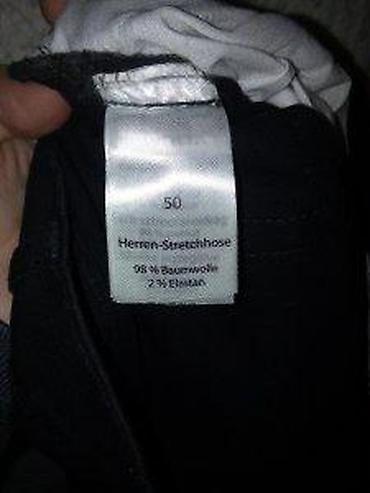 50
Herren-Stretchhose
98 % Baumwolle
2 % Elastan